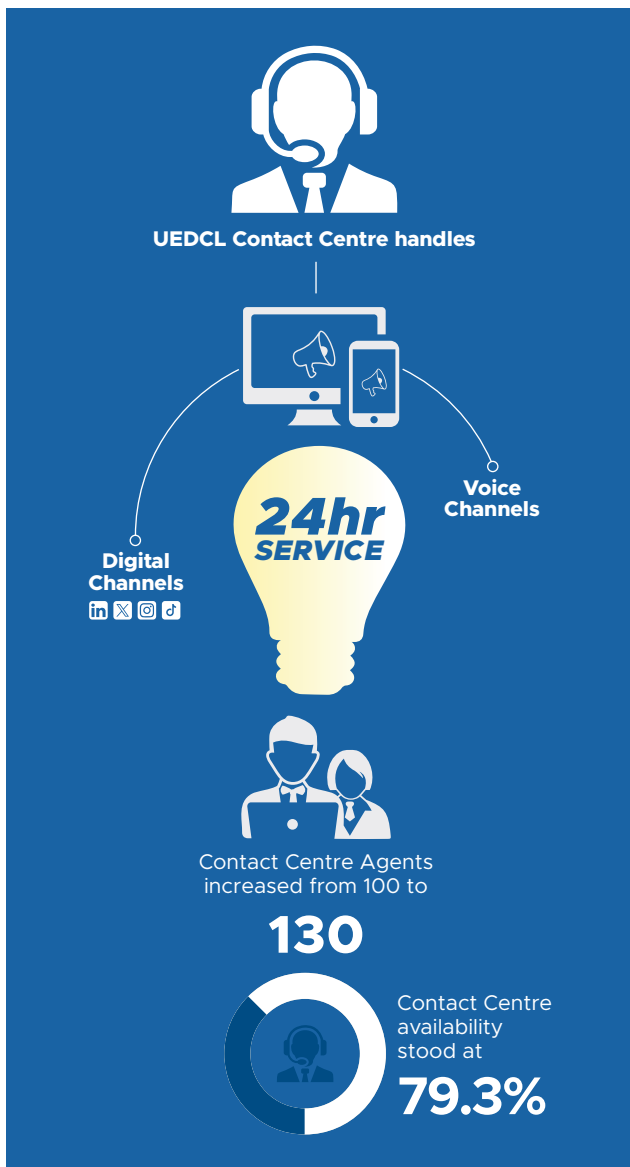 UEDCL Contact Centre handles
Voice
Channels
24hr
SERVICE
Digital
Channels
in
Contact Centre Agents
increased from 100 to
130
Contact Centre
availability
stood at
79.3%